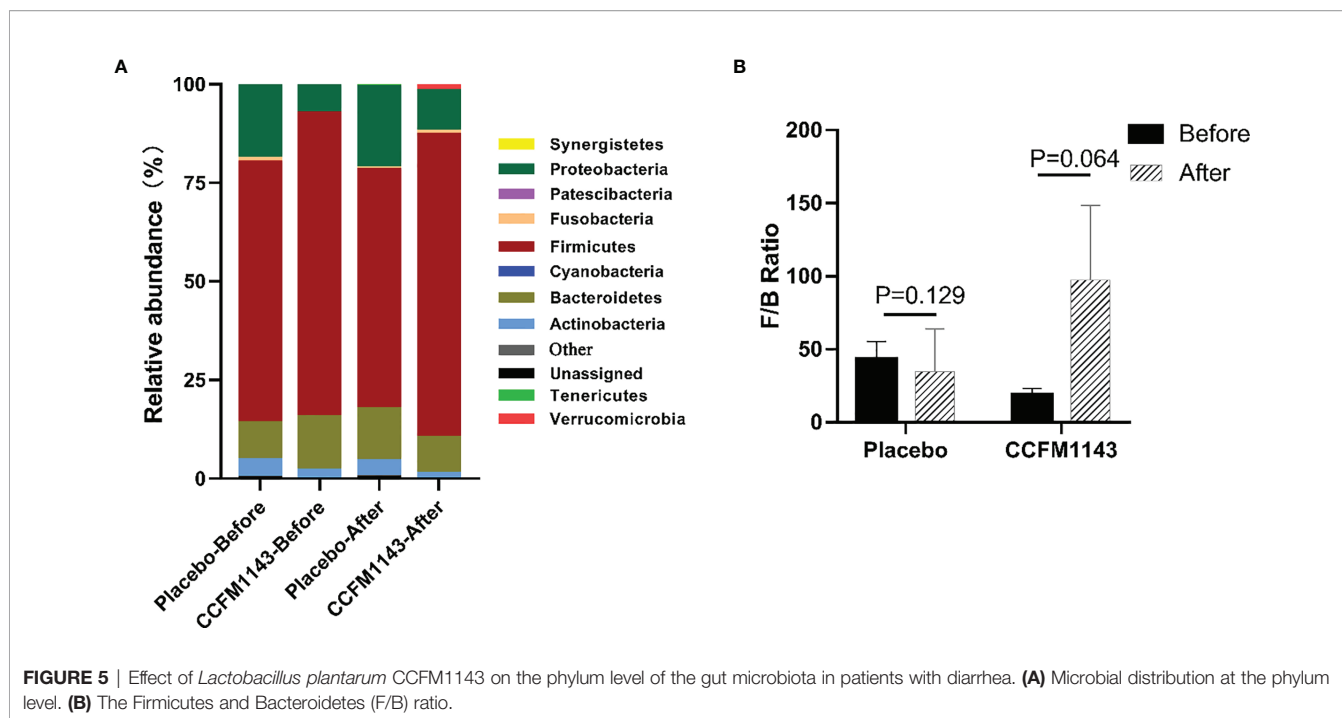 A
Relative abundance (%)
100
75
50
25
0
Placebo-Before
CCFM1143-Before
Placebo-After
CCFM1143-After
Synergistetes
Proteobacteria
Patescibacteria
Fusobacteria
Firmicutes
Cyanobacteria
Bacteroidetes
Actinobacteria
Other
Unassigned
Tenericutes
Verrucomicrobia
B
F/B Ratio
200
150
100
50
0
P=0.129
P=0.064
Before
After
Placebo
CCFM1143
FIGURE 5 | Effect of Lactobacillus plantarum CCFM1143 on the phylum level of the gut microbiota in patients with diarrhea. (A) Microbial distribution at the phylum
level. (B) The Firmicutes and Bacteroidetes (F/B) ratio.